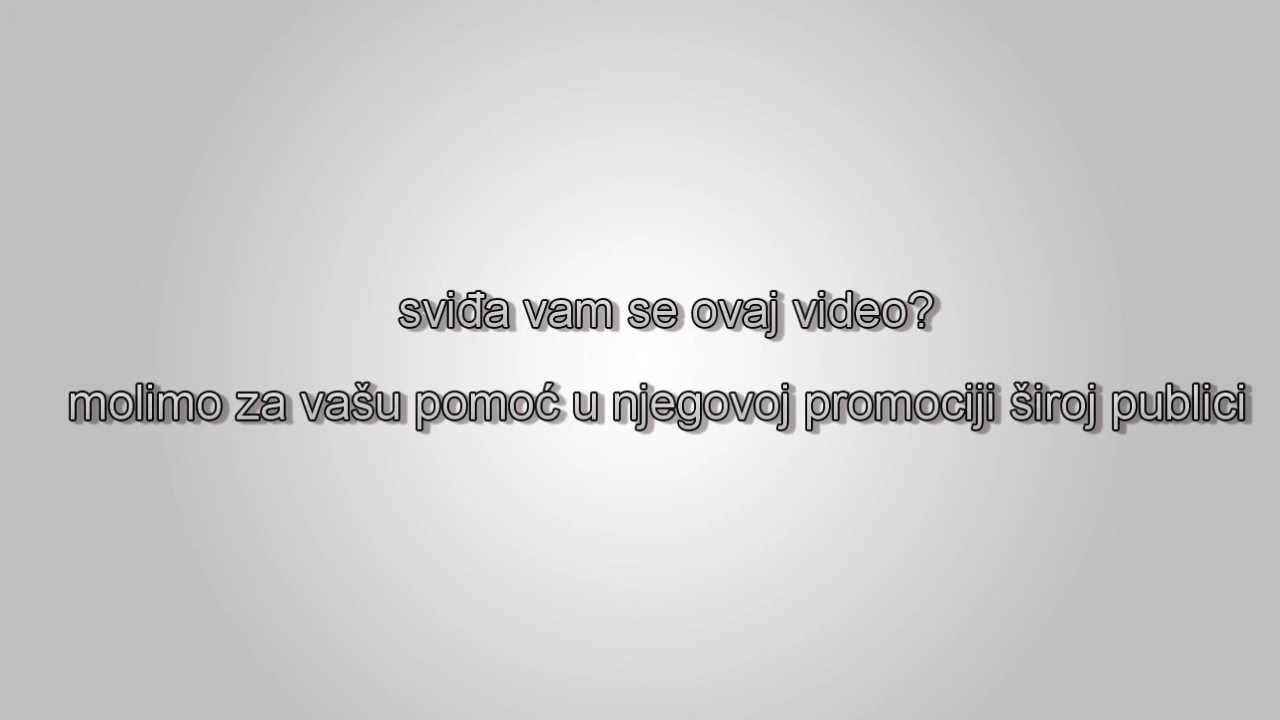 sviđa vam se ovaj video?
molimo za vašu pomoć u njegovoj promociji široj publici